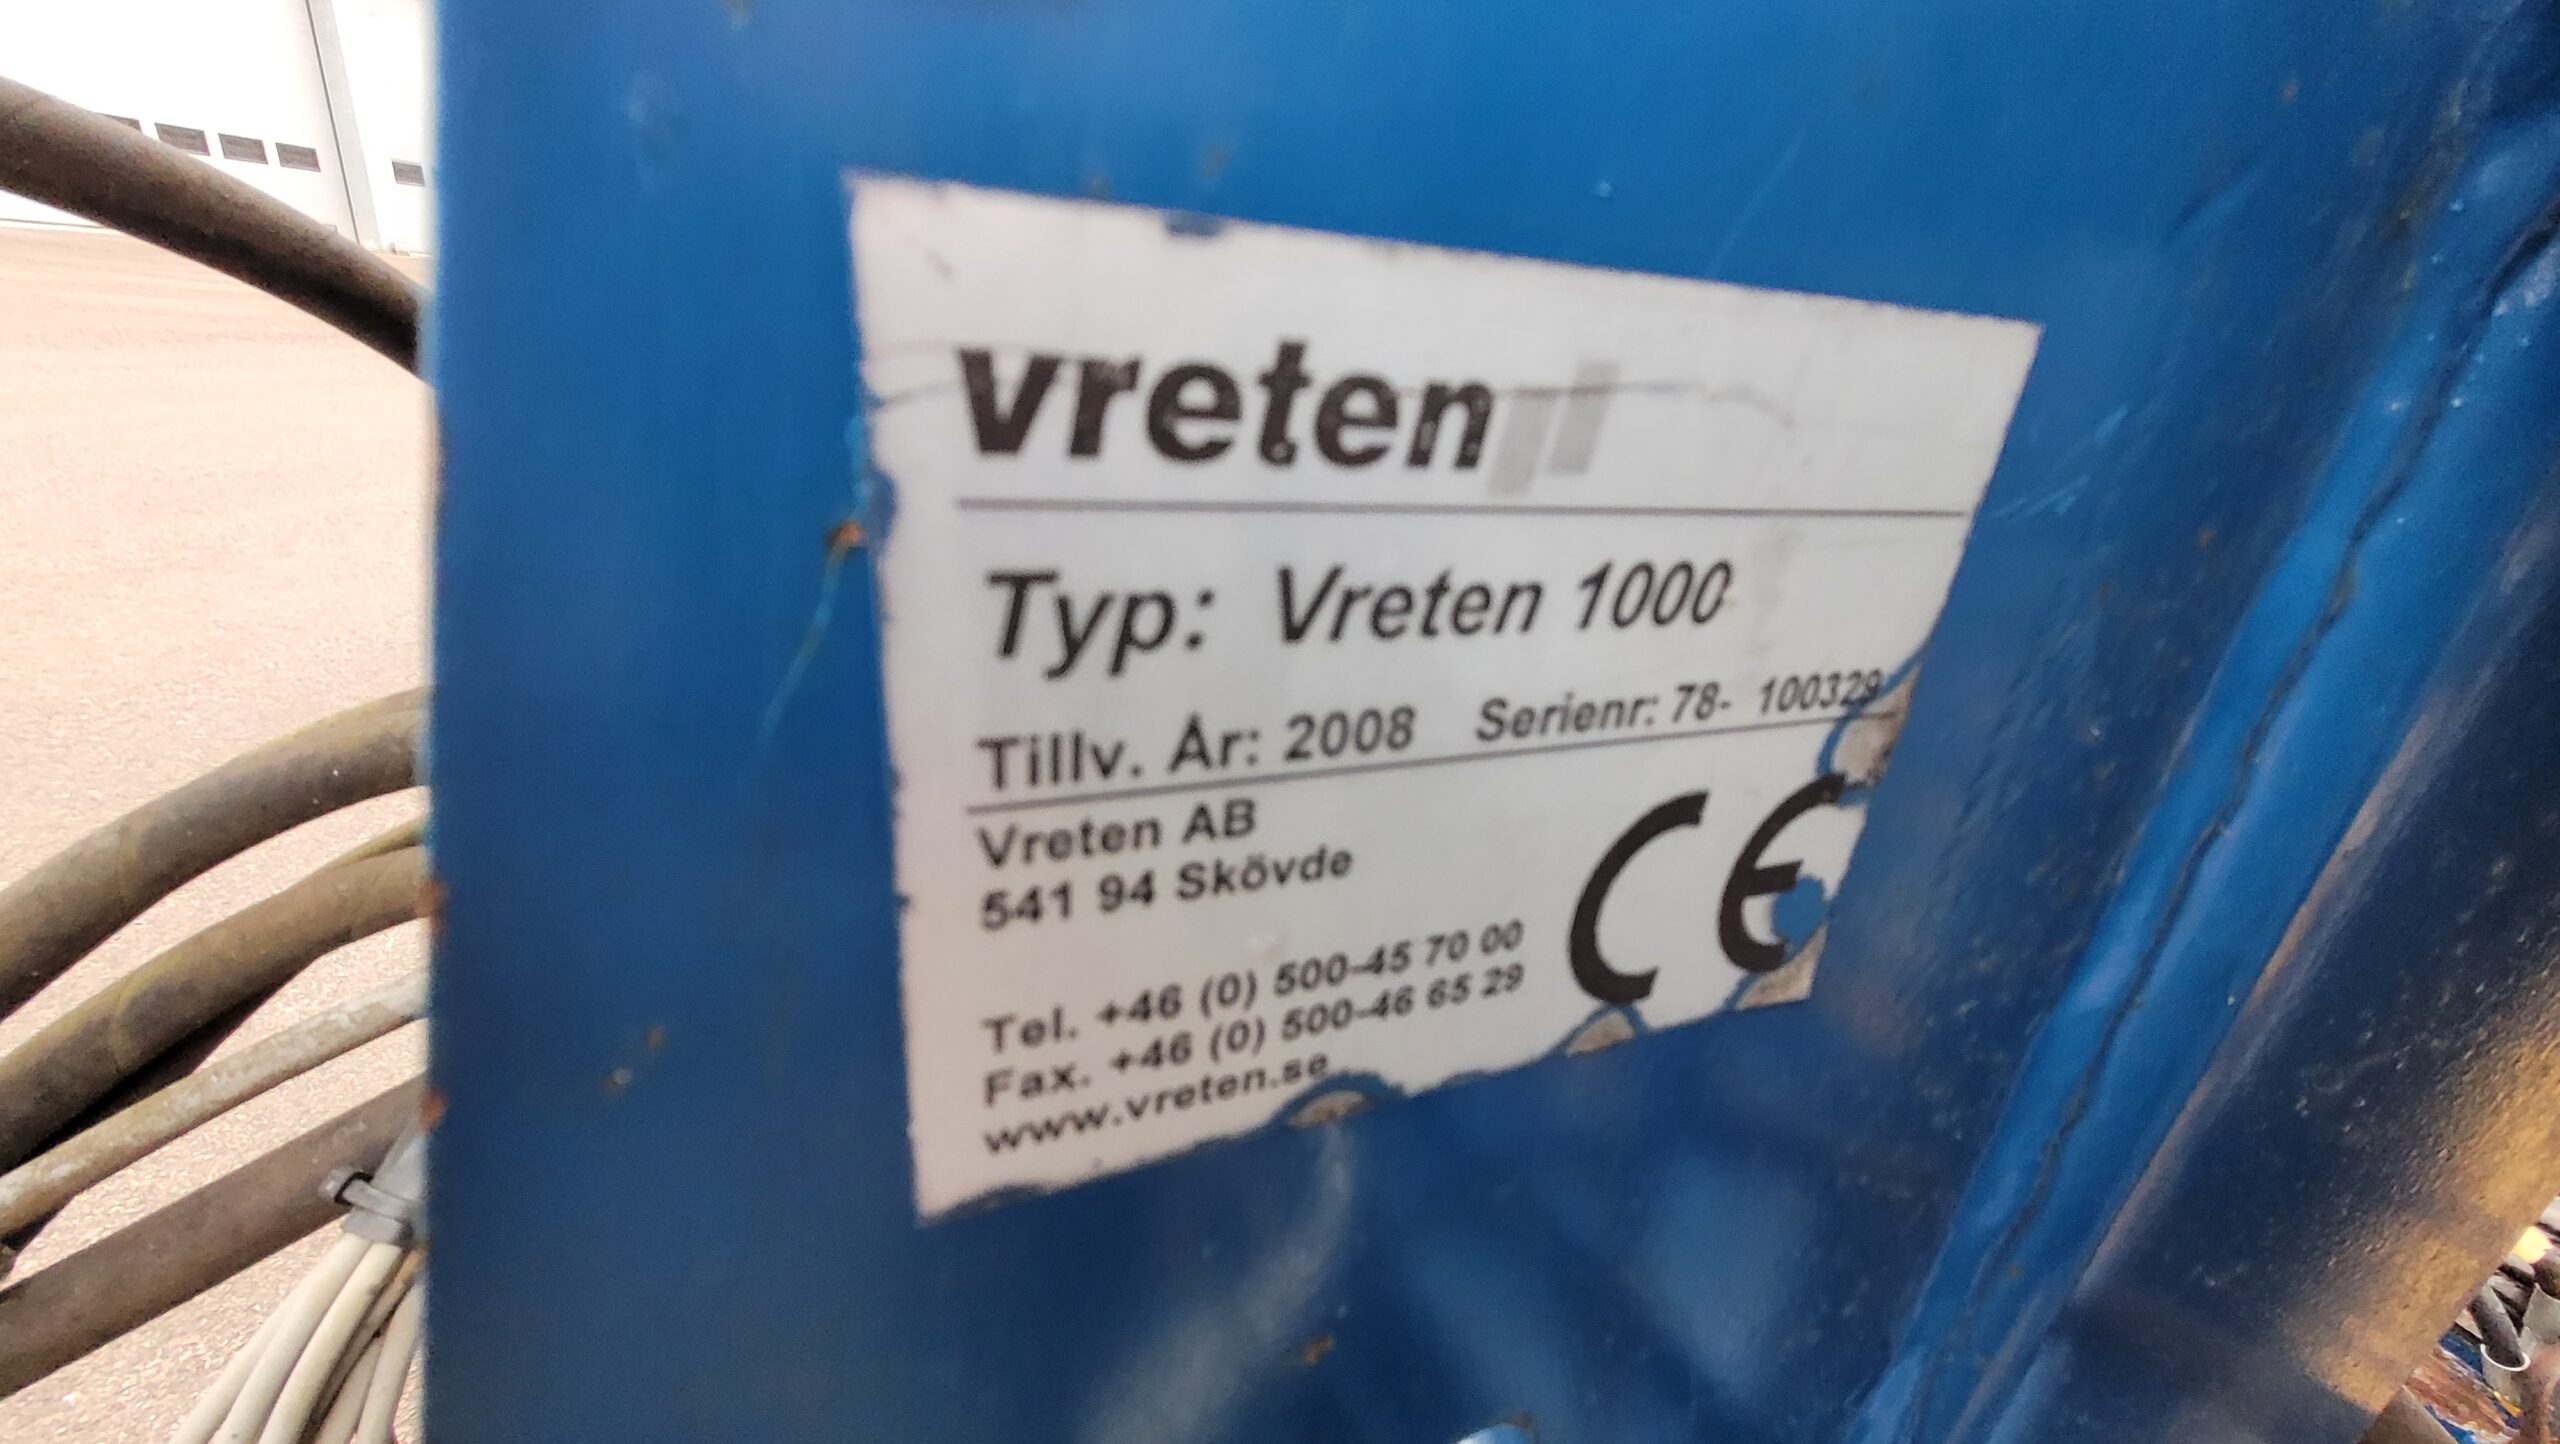 vreten
Typ: Vreten 1000
Tillv. År: 2008 Serienr: 78- 100329
Vreten AB
541 94 Skövde
CE
Tel. +46 (0) 500-45 70 00
Fax. +46 (0) 500-46 65 29
www.vreten.se